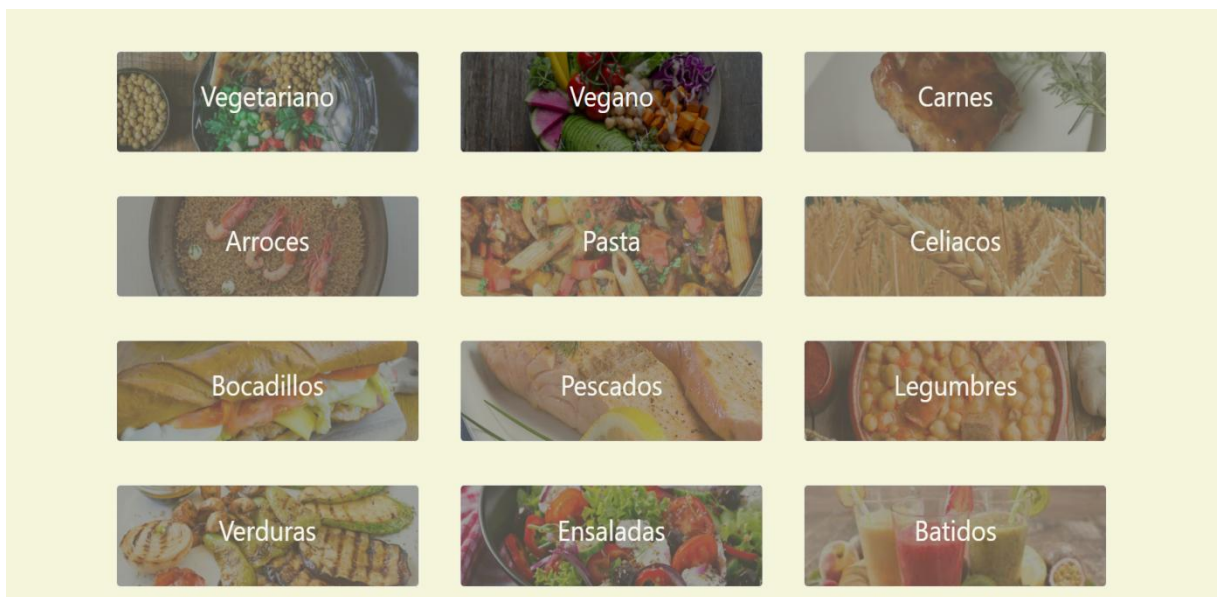 Vegetariano
Vegano
Carnes
Arroces
Pasta
Celiacos
Bocadillos
Pescados
Legumbres
Verduras
Ensaladas
Batidos